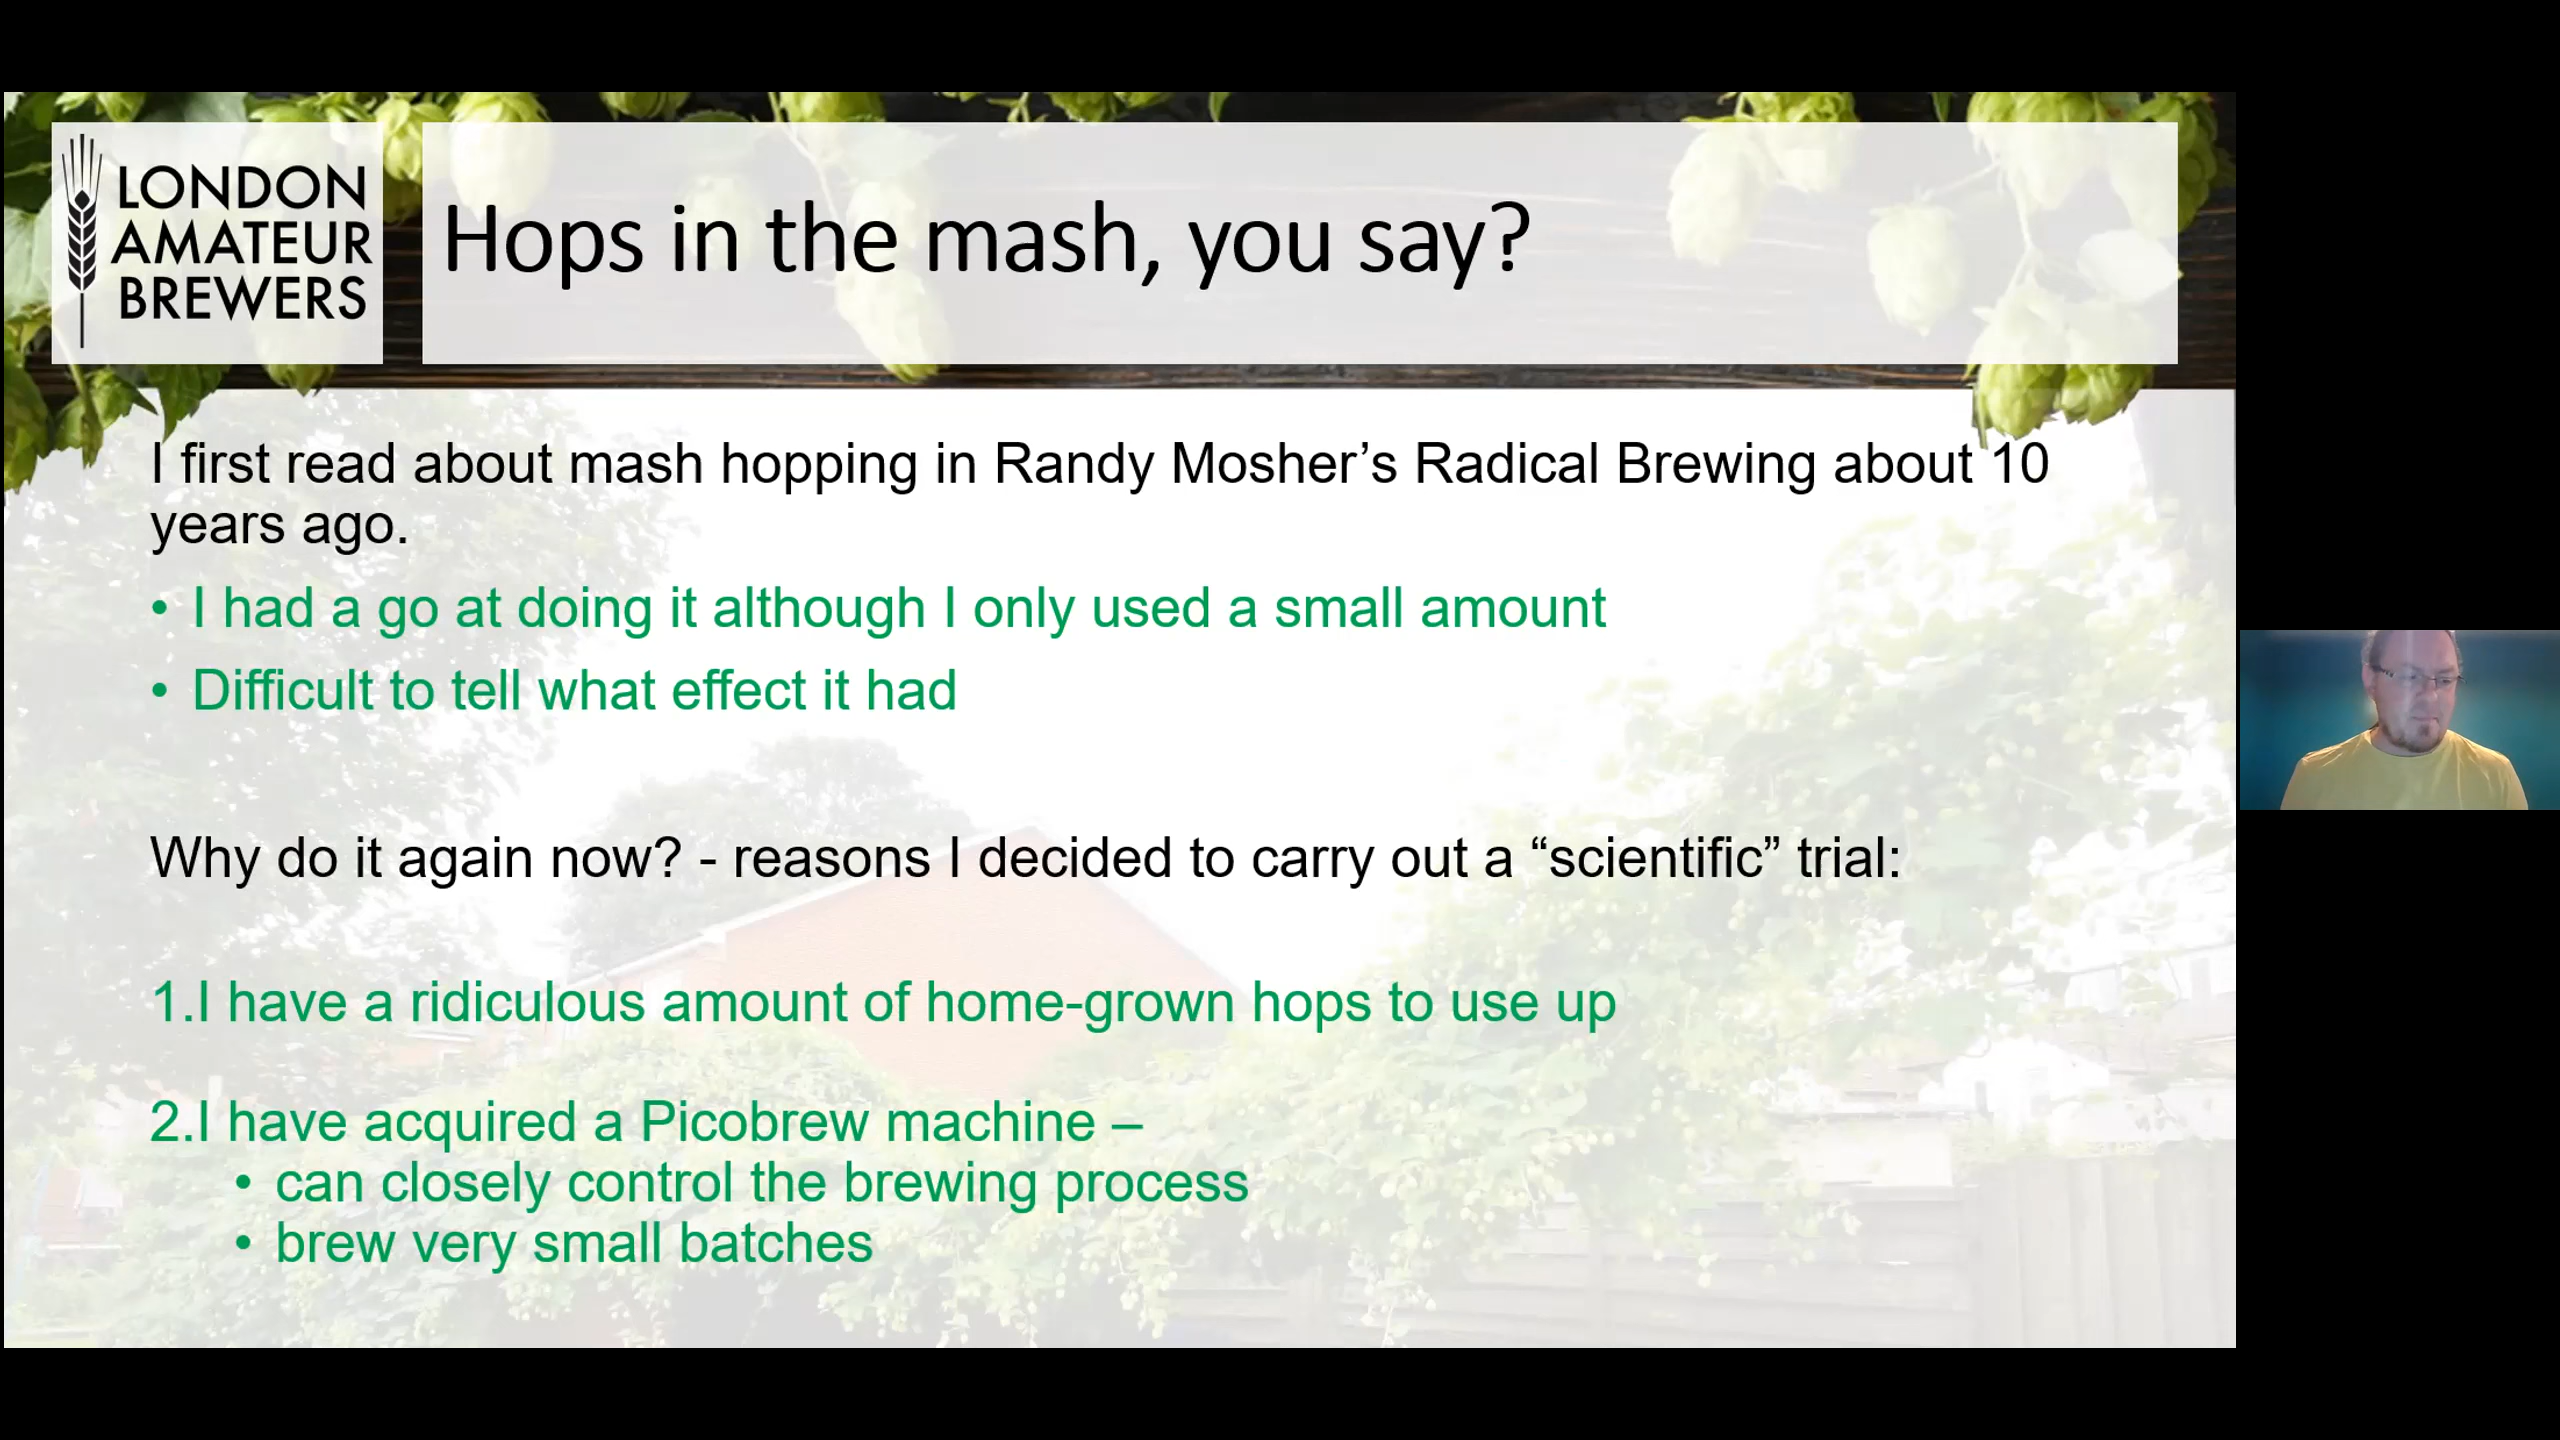 LONDON
AMATEUR
BREWERS
Hops in the mash, you say?
I first read about mash hopping in Randy Mosher’s Radical Brewing about 10
years ago.
• I had a go at doing it although I only used a small amount
• Difficult to tell what effect it had
Why do it again now? - reasons I decided to carry out a “scientific” trial:
1.I have a ridiculous amount of home-grown hops to use up
2.I have acquired a Picobrew machine –
• can closely control the brewing process
• brew very small batches